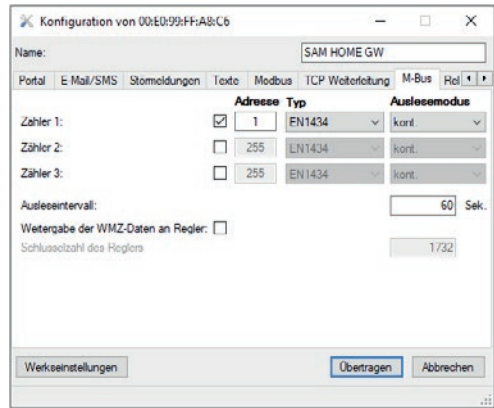 Konfiguration von 00:E0:99:FF:A8:C6
Name: SAM HOME GW
Portal E Mail/SMS Störmeldungen Texte Modbus TCP Weiterleitung M-Bus Rel
Adresse Typ Auslesemodus
Zähler 1: 1 EN1434 kont.
Zähler 2: 255 EN1434 kont.
Zähler 3: 255 EN1434 kont.
Ausleseintervall: 60 Sek.
Weitergabe der WMZ-Daten an Regler:
Schlüsselzahl des Reglers 1732
Werkseinstellungen Übertragen Abbrechen